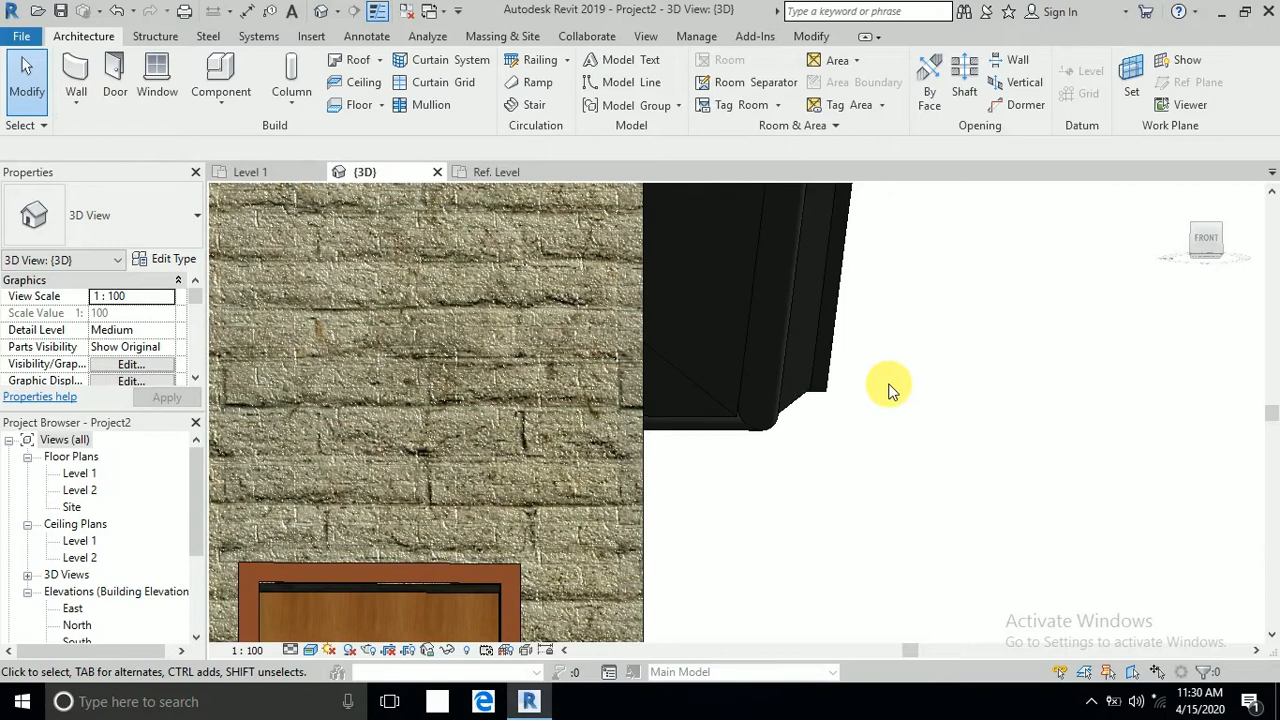 Autodesk Revit 2019 - Project2 - 3D View: {3D}
Type a keyword or phrase
Sign In
File Architecture Structure Steel Systems Insert Annotate Analyze Massing & Site Collaborate View Manage Add-Ins Modify
Modify
Wall
Door
Window
Component
Column
Roof
Ceiling
Floor
Curtain System
Curtain Grid
Mullion
Railing
Ramp
Stair
Model Text
Model Line
Model Group
Room
Room Separator
Tag Room
Area
Area Boundary
Tag Area
By Face
Shaft
Wall
Vertical
Dormer
Level
Grid
Set
Show
Ref Plane
Viewer
Select Build Circulation Model Room & Area Opening Datum Work Plane
Properties
Level 1 {3D} Ref. Level
3D View
3D View: {3D} Edit Type
Graphics
View Scale 1 : 100
Scale Value 1: 100
Detail Level Medium
Parts Visibility Show Original
Visibility/Grap... Edit...
Graphic Displ... Edit...
Properties help Apply
Project Browser - Project2
Views (all)
Floor Plans
Level 1
Level 2
Site
Ceiling Plans
Level 1
Level 2
3D Views
Elevations (Building Elevation
East
North
South
FRONT
Activate Windows
Go to Settings to activate Windows.
1 : 100
Click to select, TAB for alternates, CTRL adds, SHIFT unselects.
:0
Main Model
:0
Type here to search
11:30 AM
4/15/2020